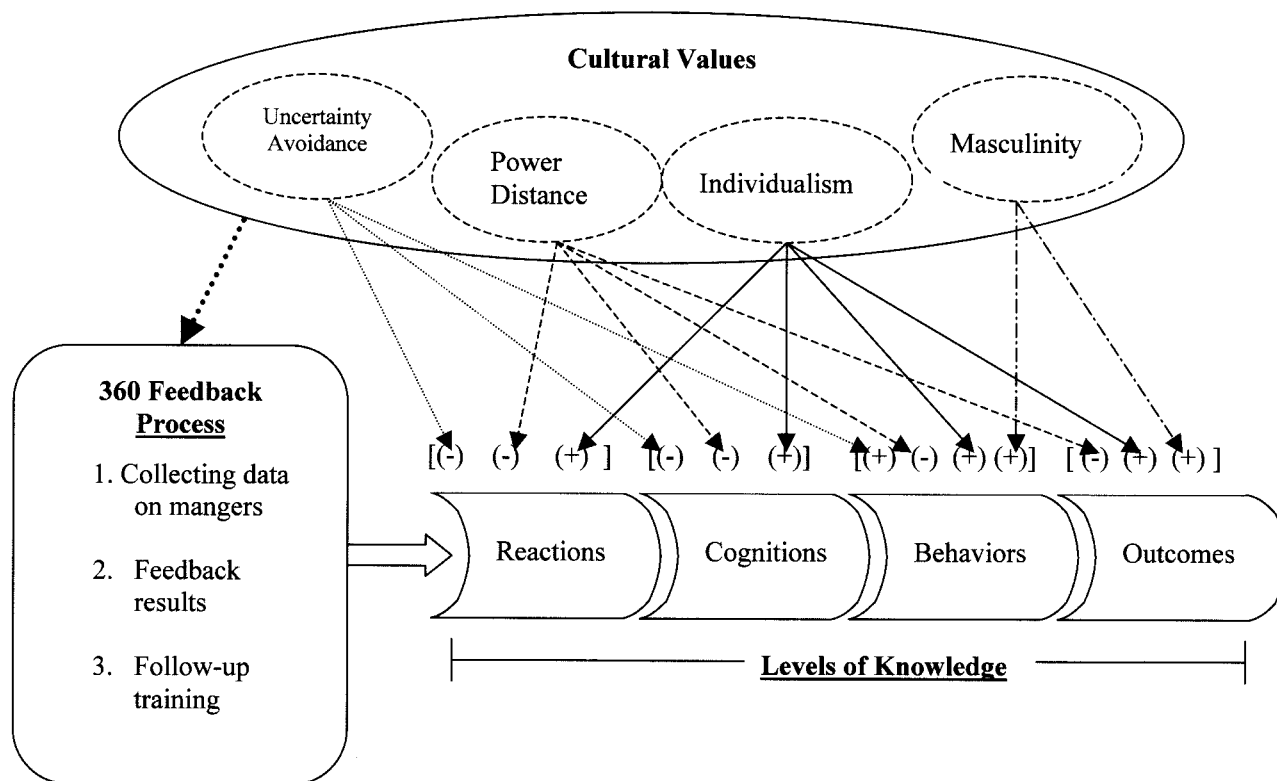 Cultural Values
Uncertainty
Avoidance
Power
Distance
Individualism
Masculinity
360 Feedback
Process
1. Collecting data
on mangers
2. Feedback
results
3. Follow-up
training
[(-) (-) (+) ] [(-) (-) (+)] [(+) (-) (+) (+)] [ (-) (+) (+) ]
Reactions
Cognitions
Behaviors
Outcomes
Levels of Knowledge